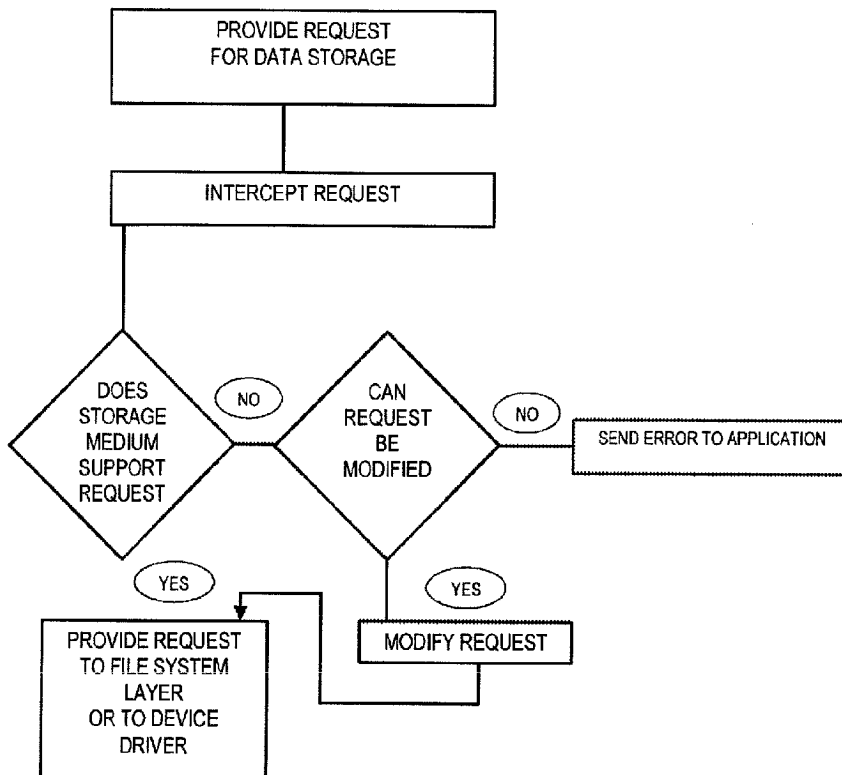 PROVIDE REQUEST
FOR DATA STORAGE
INTERCEPT REQUEST
DOES
STORAGE
MEDIUM
SUPPORT
REQUEST
NO
CAN
REQUEST
BE
MODIFIED
NO
SEND ERROR TO APPLICATION
YES
YES
PROVIDE REQUEST
TO FILE SYSTEM
LAYER
OR TO DEVICE
DRIVER
MODIFY REQUEST